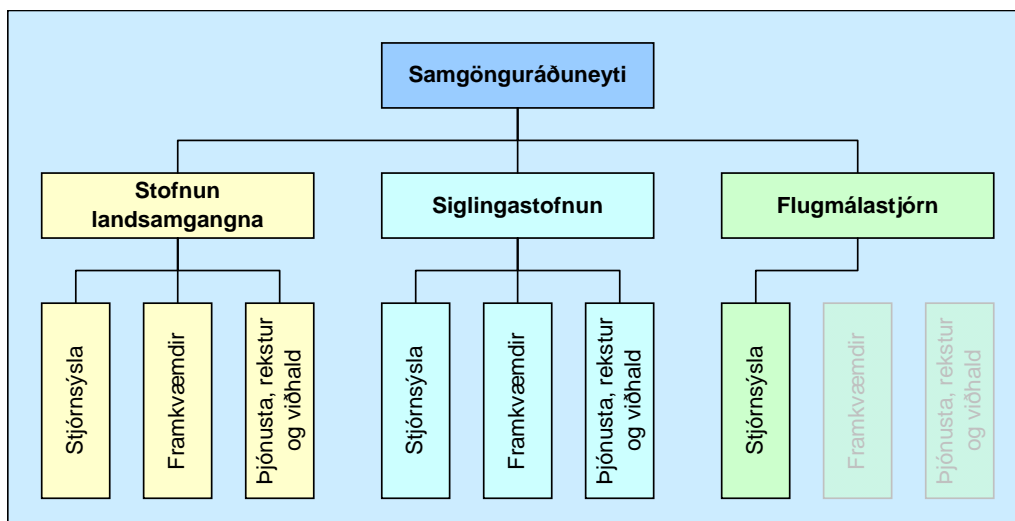 Samgönguráðuneyti
Stofnun
landsamgangna
Siglingastofnun
Flugmálastjórn
Stjórnsýsla
Framkvæmdir
Þjónusta, rekstur
og viðhald
Stjórnsýsla
Framkvæmdir
Þjónusta, rekstur
og viðhald
Stjórnsýsla
Framkvæmdir
Þjónusta, rekstur
og viðhald